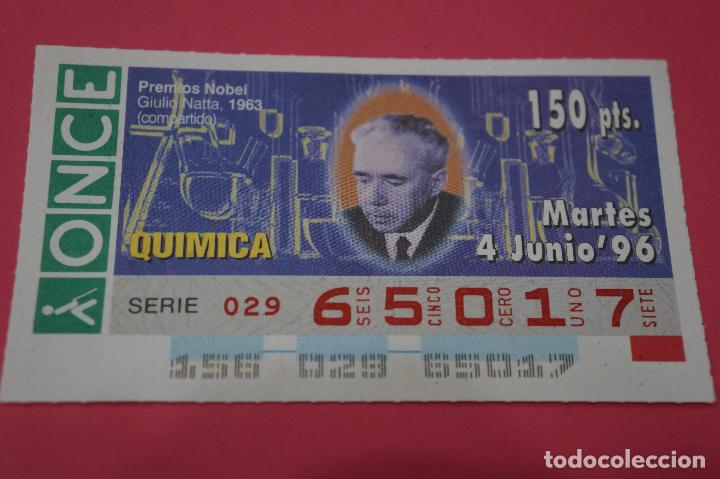 ONCE
Premios Nobel
Giulio Natta, 1963
(compartido)
150 pts.
QUIMICA
Martes
4 Junio'96
SERIE 029 6 SEIS 5 CINCO 0 CERO 1 UNO 7 SIETE
156 029 65017
todocoleccion